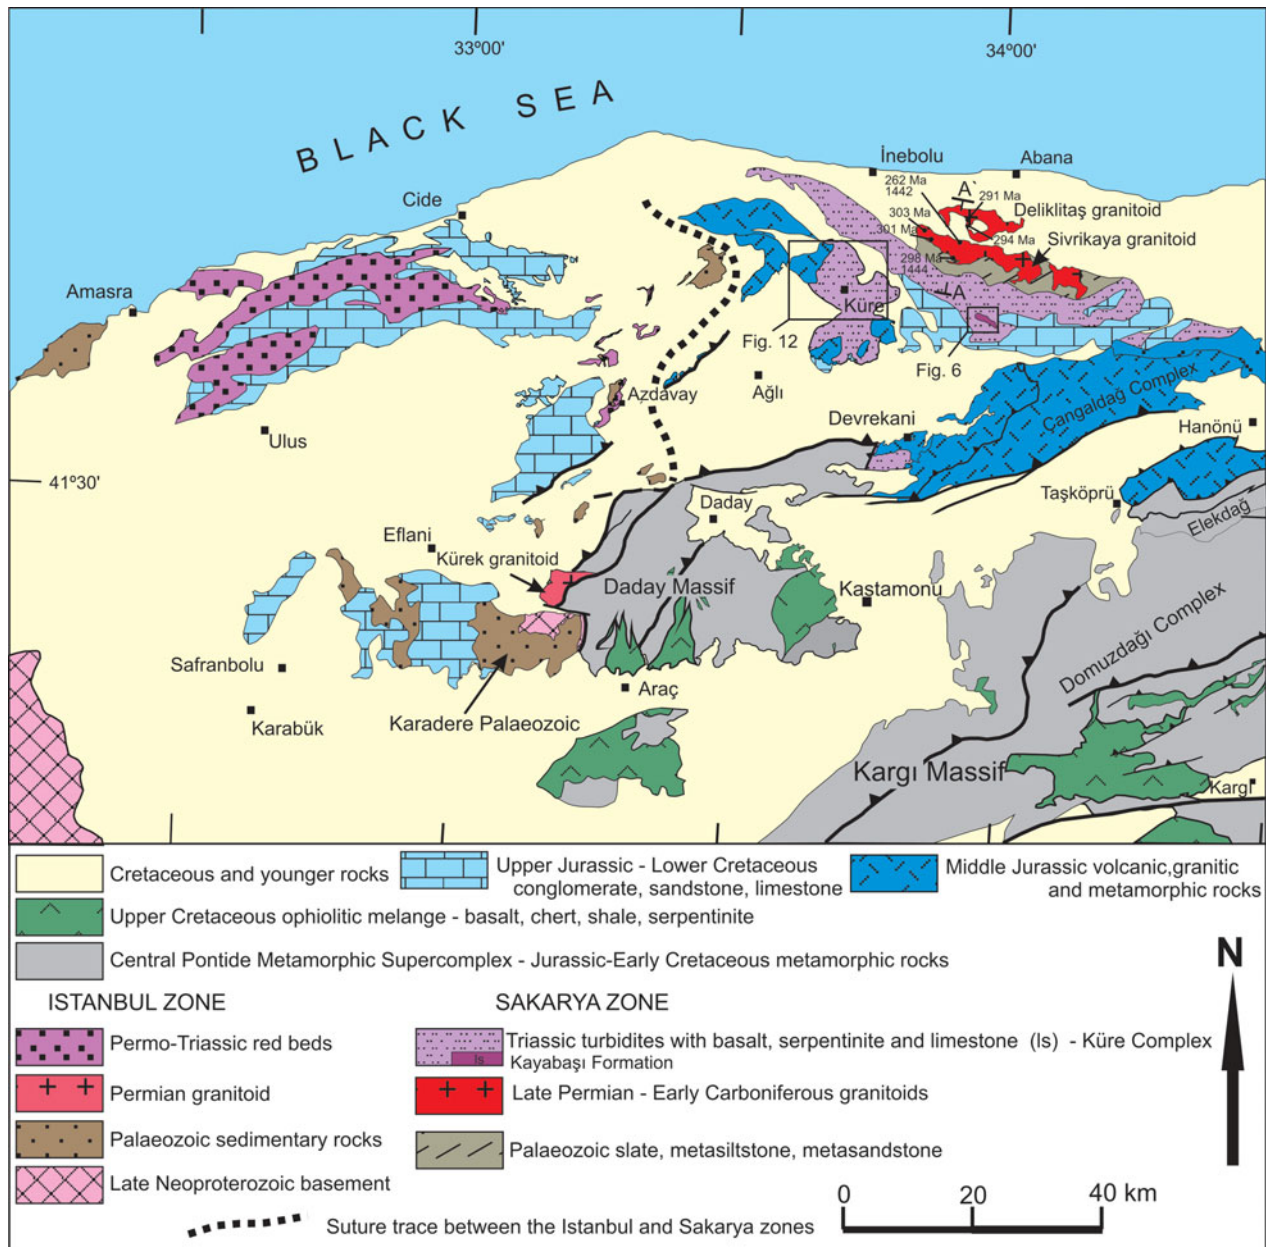 33°00'
34°00'
BLACK SEA
İnebolu
Abana
262 Ma
1442
A`
291 Ma
Cide
303 Ma
Deliklitaş granitoid
301 Ma
294 Ma
Sivrikaya granitoid
298 Ma
1444
Amasra
A
Küre
Fig. 12
Fig. 6
Azdavay
Ağlı
Çangaldağ Complex
Devrekani
Hanönü
Ulus
41°30'
Taşköprü
Daday
Elekdağ
Eflani
Kürek granitoid
Daday Massif
Kastamonu
Domuzdağı Complex
Safranbolu
Araç
Karabük
Karadere Palaeozoic
Kargı Massif
Kargı
Cretaceous and younger rocks
Upper Jurassic - Lower Cretaceous
conglomerate, sandstone, limestone
Middle Jurassic volcanic,granitic
and metamorphic rocks
Upper Cretaceous ophiolitic melange - basalt, chert, shale, serpentinite
Central Pontide Metamorphic Supercomplex - Jurassic-Early Cretaceous metamorphic rocks
N
ISTANBUL ZONE
SAKARYA ZONE
Permo-Triassic red beds
Triassic turbidites with basalt, serpentinite and limestone (ls) - Küre Complex
ls
Kayabaşı Formation
Permian granitoid
Late Permian - Early Carboniferous granitoids
Palaeozoic sedimentary rocks
Palaeozoic slate, metasiltstone, metasandstone
Late Neoproterozoic basement
0 20 40 km
Suture trace between the Istanbul and Sakarya zones